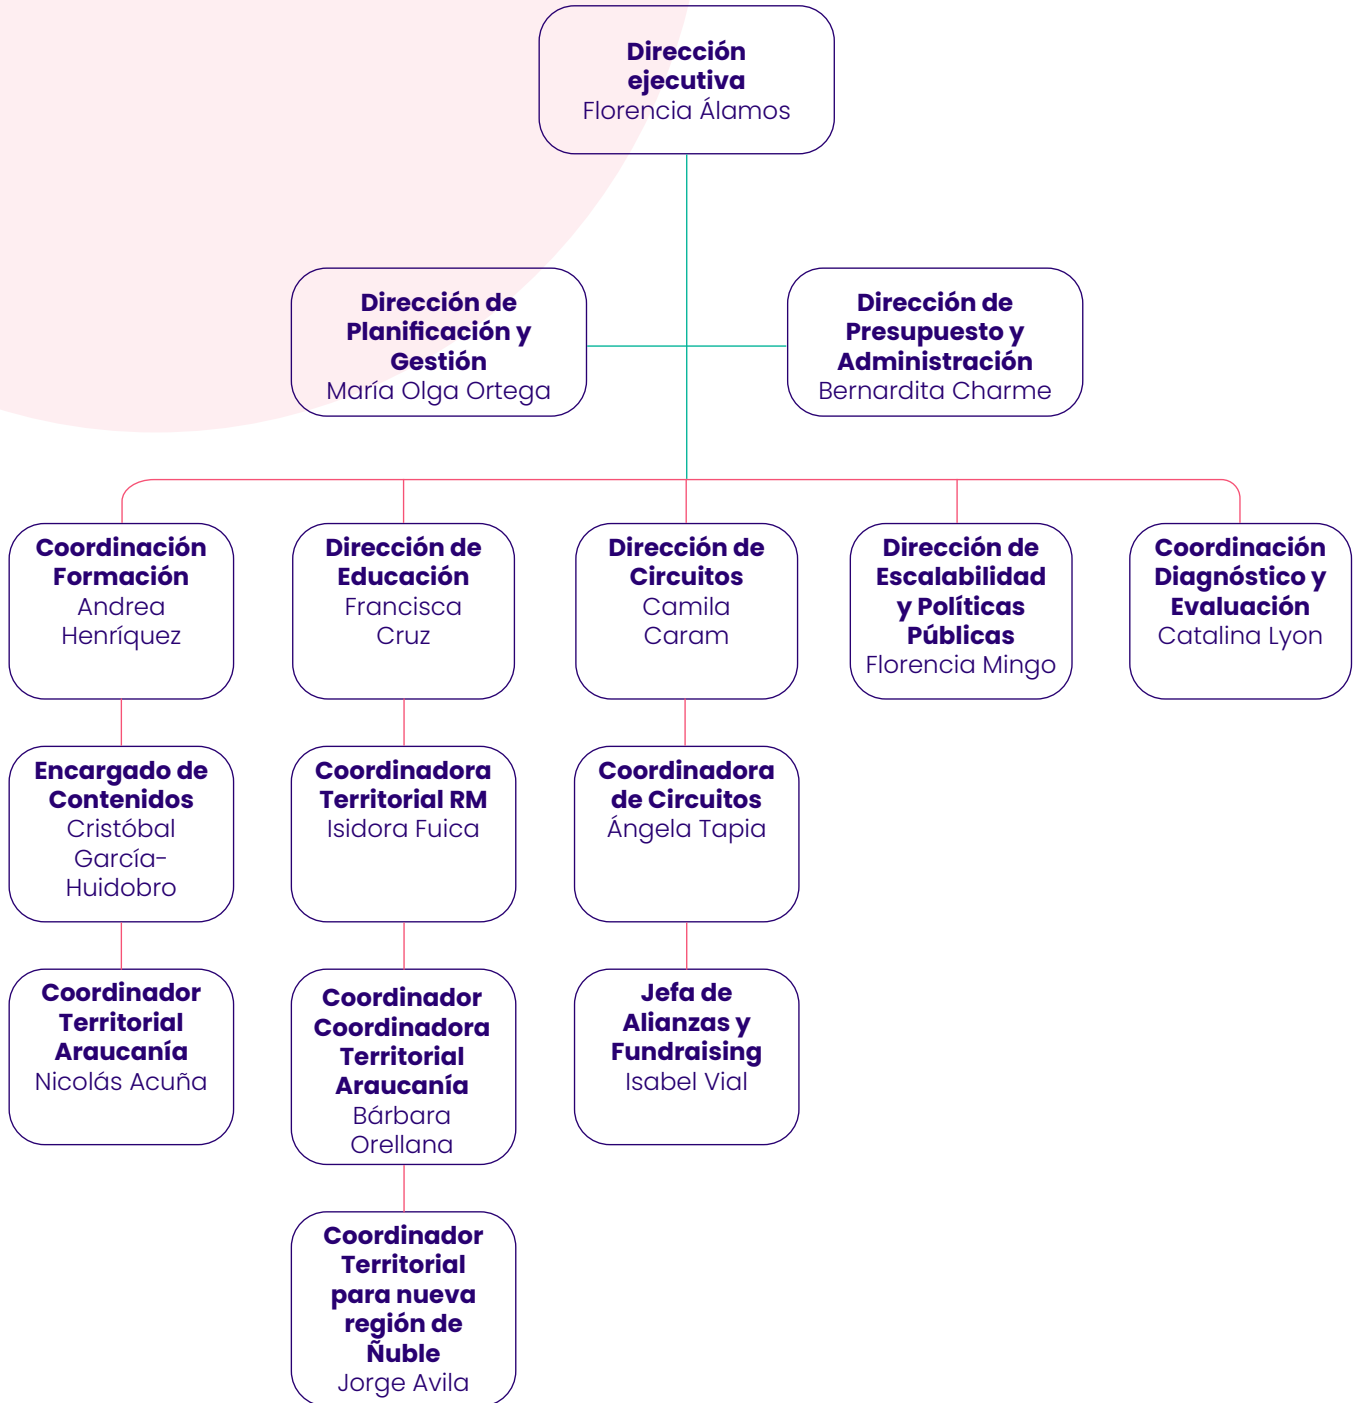 Dirección
ejecutiva
Florencia Álamos
Dirección de
Planificación y
Gestión
María Olga Ortega
Dirección de
Presupuesto y
Administración
Bernardita Charme
Coordinación
Formación
Andrea
Henríquez
Dirección de
Educación
Francisca
Cruz
Dirección de
Circuitos
Camila
Caram
Dirección de
Escalabilidad
y Políticas
Públicas
Florencia Mingo
Coordinación
Diagnóstico y
Evaluación
Catalina Lyon
Encargado de
Contenidos
Cristóbal
García-
Huidobro
Coordinadora
Territorial RM
Isidora Fuica
Coordinadora
de Circuitos
Ángela Tapia
Coordinador
Territorial
Araucanía
Nicolás Acuña
Coordinador
Coordinadora
Territorial
Araucanía
Bárbara
Orellana
Jefa de
Alianzas y
Fundraising
Isabel Vial
Coordinador
Territorial
para nueva
región de
Ñuble
Jorge Avila